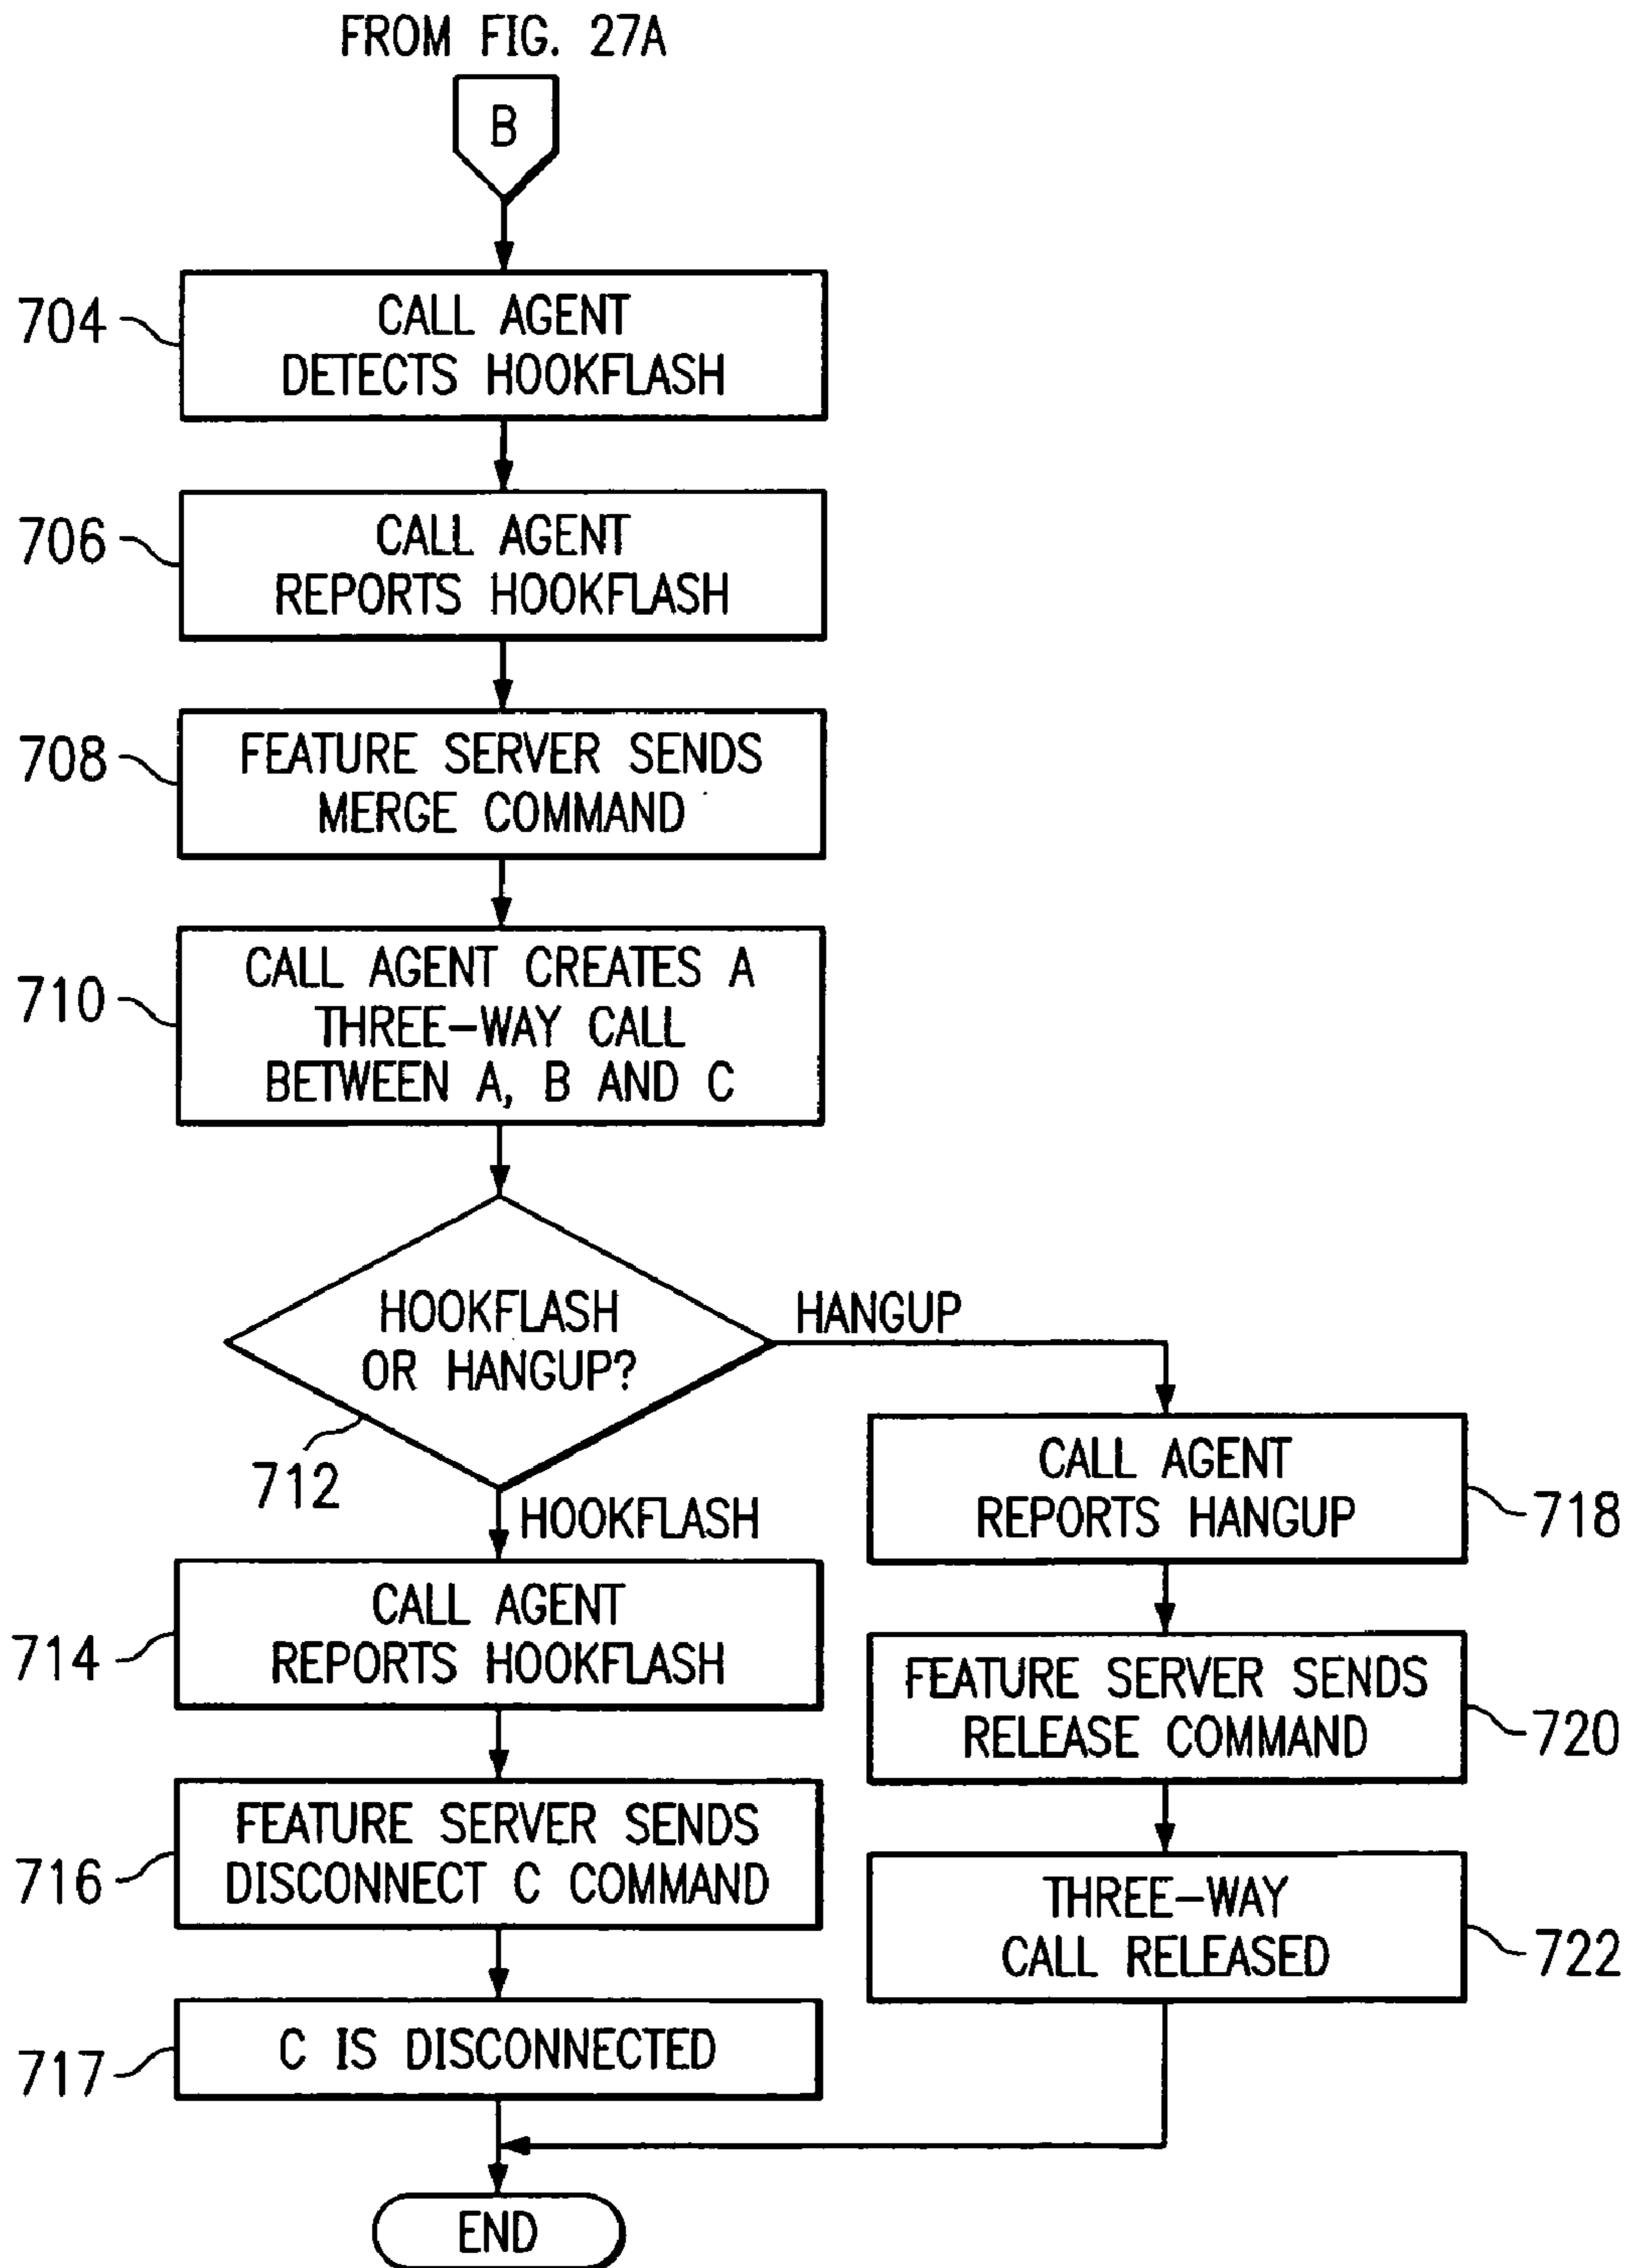 FROM FIG. 27A
B
704
CALL AGENT
DETECTS HOOKFLASH
706
CALL AGENT
REPORTS HOOKFLASH
708
FEATURE SERVER SENDS
MERGE COMMAND
710
CALL AGENT CREATES A
THREE-WAY CALL
BETWEEN A, B AND C
HOOKFLASH
OR HANGUP?
712
HANGUP
HOOKFLASH
714
CALL AGENT
REPORTS HOOKFLASH
716
FEATURE SERVER SENDS
DISCONNECT C COMMAND
717
C IS DISCONNECTED
CALL AGENT
REPORTS HANGUP
718
FEATURE SERVER SENDS
RELEASE COMMAND
720
THREE-WAY
CALL RELEASED
722
END